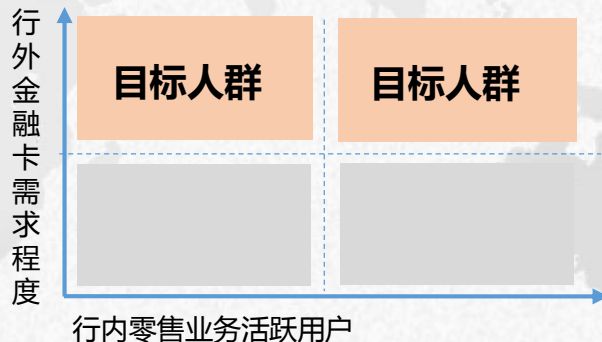 行外金融卡需求程度
目标人群
目标人群
行内零售业务活跃用户